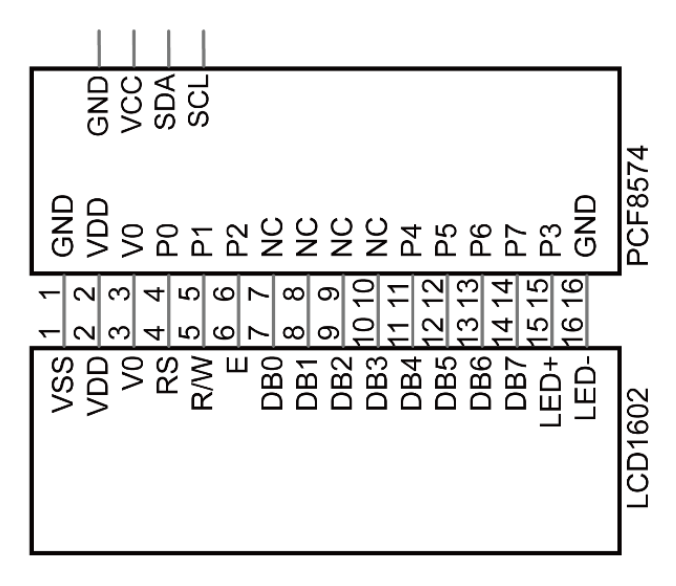 GND VCC SDA SCL
GND VDD V0 P0 P1 P2 NC NC NC NC P4 P5 P6 P7 P3 GND
PCF8574
1 2 3 4 5 6 7 8 9 10 11 12 13 14 15 16
1 2 3 4 5 6 7 8 9 10 11 12 13 14 15 16
VSS VDD V0 RS R/W E DB0 DB1 DB2 DB3 DB4 DB5 DB6 DB7 LED+ LED-
LCD1602